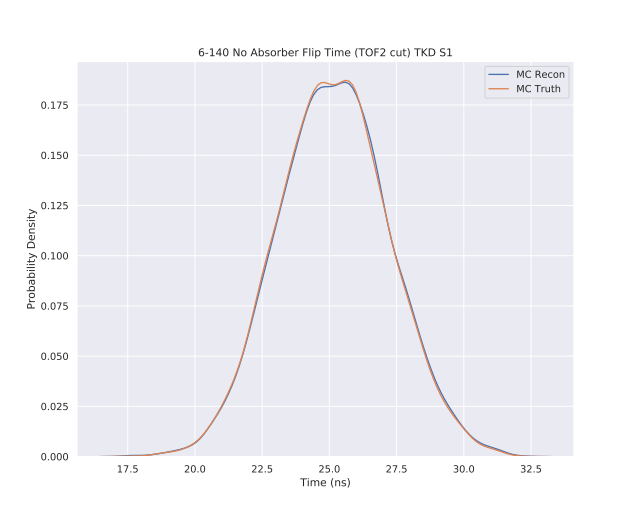 6-140 No Absorber Flip Time (TOF2 cut) TKD S1
MC Recon
MC Truth
Probability Density
0.175
0.150
0.125
0.100
0.075
0.050
0.025
0.000
17.5 20.0 22.5 25.0 27.5 30.0 32.5
Time (ns)